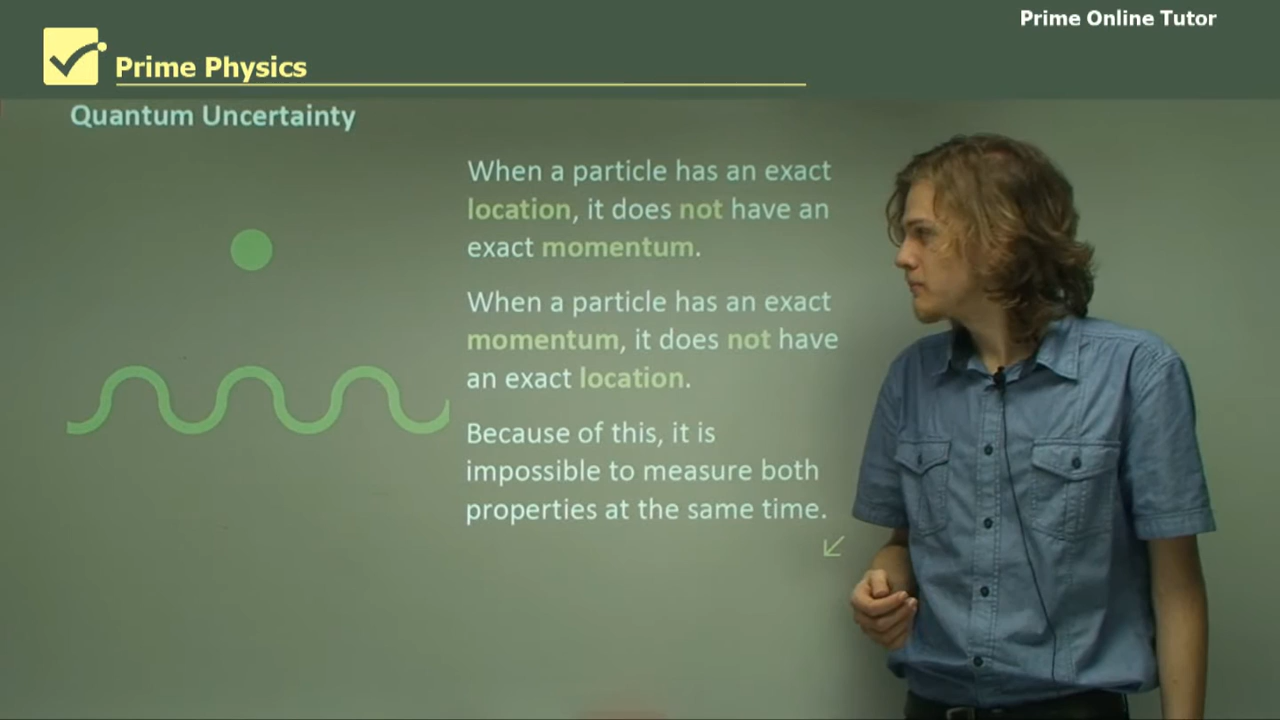 Prime Online Tutor
Prime Physics
Quantum Uncertainty
When a particle has an exact
location, it does not have an
exact momentum.
When a particle has an exact
momentum, it does not have
an exact location.
Because of this, it is
impossible to measure both
properties at the same time.